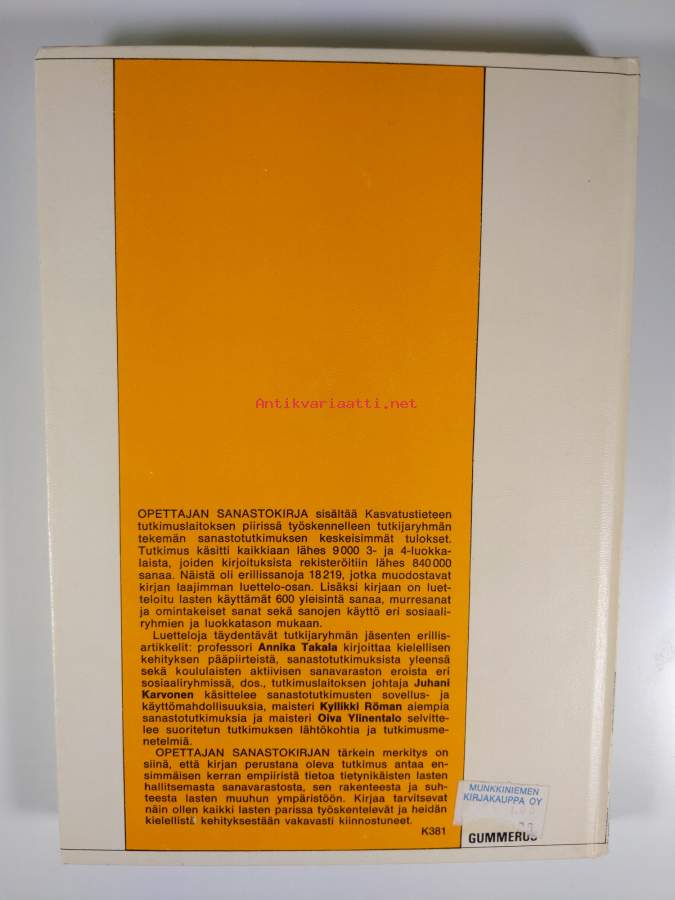 Antikvariaatti.net
OPETTAJAN SANASTOKIRJA sisältää Kasvatustieteen
tutkimuslaitoksen piirissä työskennelleen tutkijaryhmän
tekemän sanastotutkimuksen keskeisimmät tulokset.
Tutkimus käsitti kaikkiaan lähes 9 000 3- ja 4-luokka-
laista, joiden kirjoituksista rekisteröitiin lähes 840 000
sanaa. Näistä oli erillissanoja 18 219, jotka muodostavat
kirjan laajimman luettelo-osan. Lisäksi kirjaan on luet-
teloitu lasten käyttämät 600 yleisintä sanaa, murresanat
ja omintakeiset sanat sekä sanojen käyttö eri sosiaali-
ryhmien ja luokkatason mukaan.
Luetteloja täydentävät tutkijaryhmän jäsenten erillis-
artikkelit: professori Annika Takala kirjoittaa kielellisen
kehityksen pääpiirteistä, sanastotutkimuksista yleensä
sekä koululaisten aktiivisen sanavaraston eroista eri
sosiaaliryhmissä, dos., tutkimuslaitoksen johtaja Juhani
Karvonen käsittelee sanastotutkimusten sovellus- ja
käyttömahdollisuuksia, maisteri Kyllikki Röman aiempia
sanastotutkimuksia ja maisteri Oiva Ylinentalo selvitte-
lee suoritetun tutkimuksen lähtökohtia ja tutkimusme-
netelmiä.
OPETTAJAN SANASTOKIRJAN tärkein merkitys on
siinä, että kirjan perustana oleva tutkimus antaa en-
simmäisen kerran empiiristä tietoa tietynikäisten lasten
hallitsemasta sanavarastosta, sen rakenteesta ja suh-
teesta lasten muuhun ympäristöön. Kirjaa tarvitsevat
näin ollen kaikki lasten parissa työskentelevät ja heidän
kielellistä kehityksestään vakavasti kiinnostuneet.
K381
MUNKKINIEMEN
KIRJAKAUPPA OY
GUMMERUS